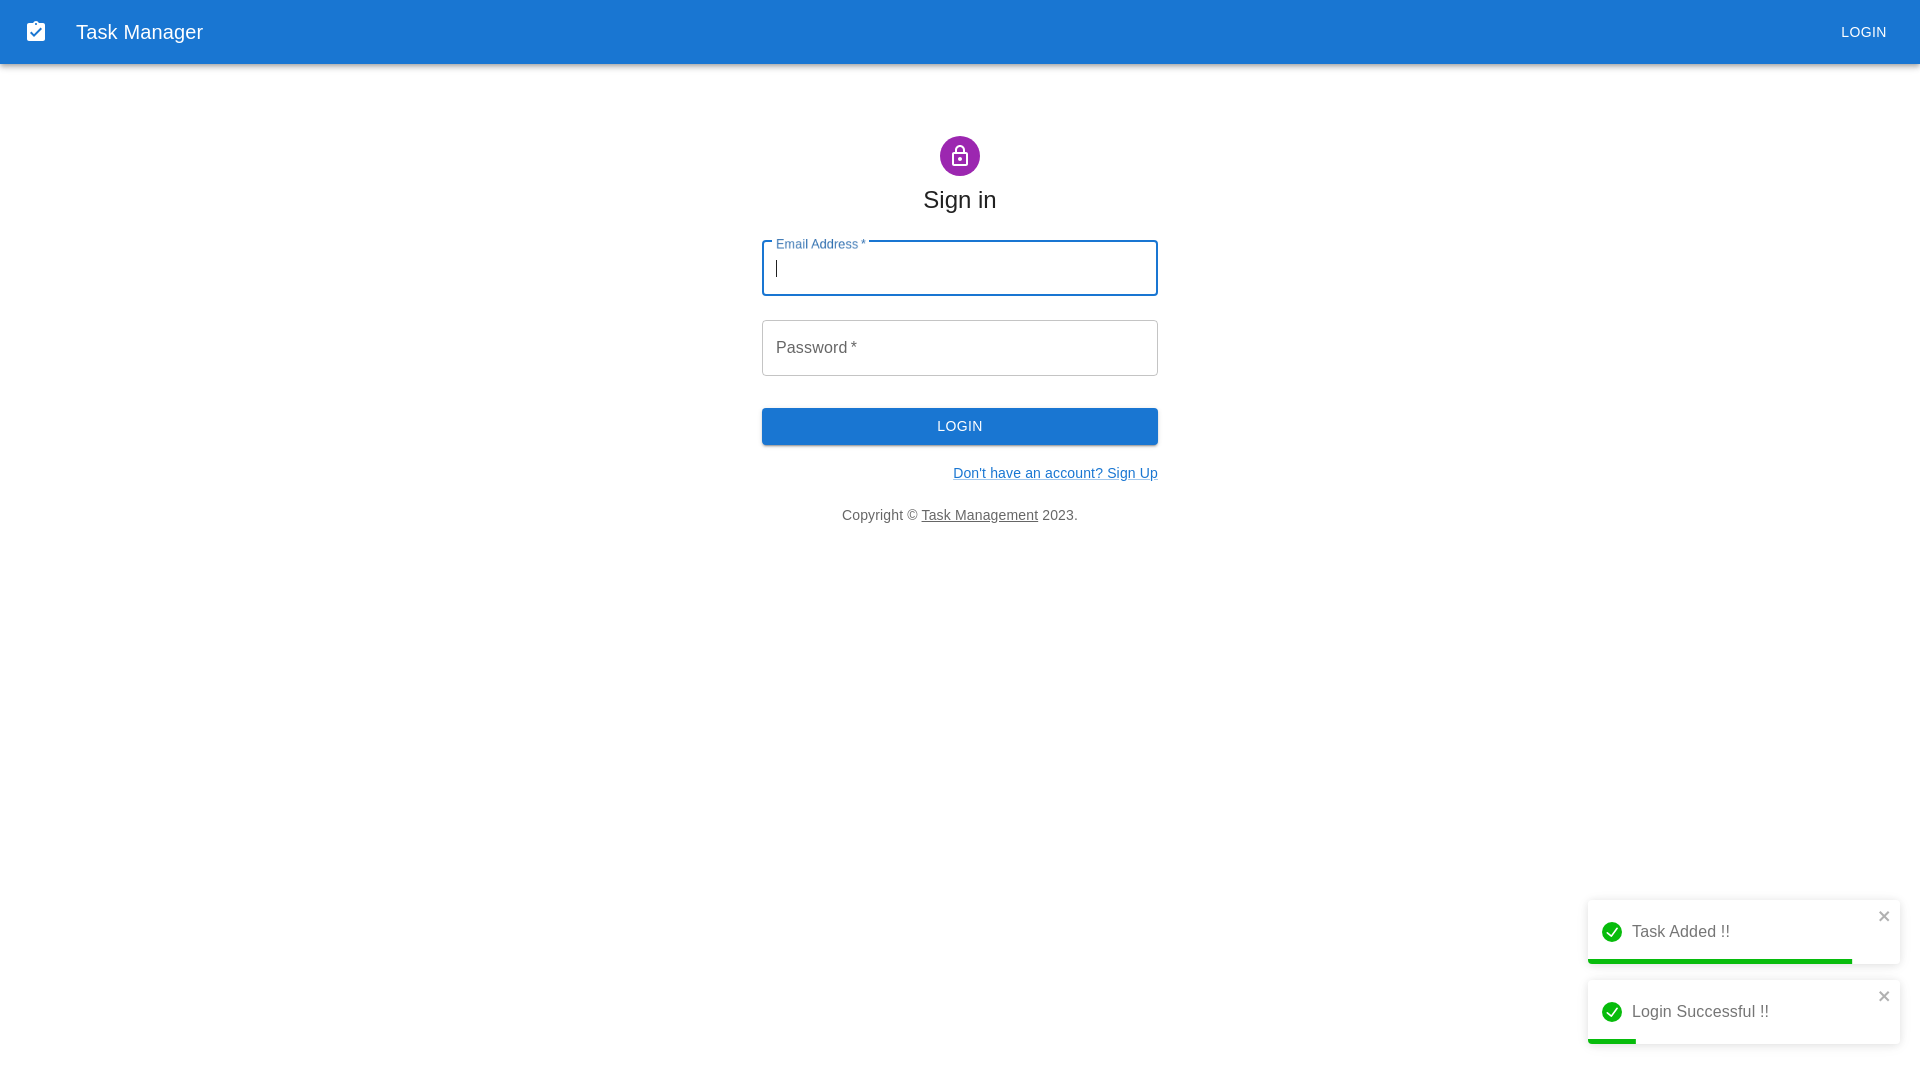 Task Manager
LOGIN
Sign in
Email Address *
Password *
LOGIN
Don't have an account? Sign Up
Copyright © Task Management 2023.
Task Added !!
Login Successful !!